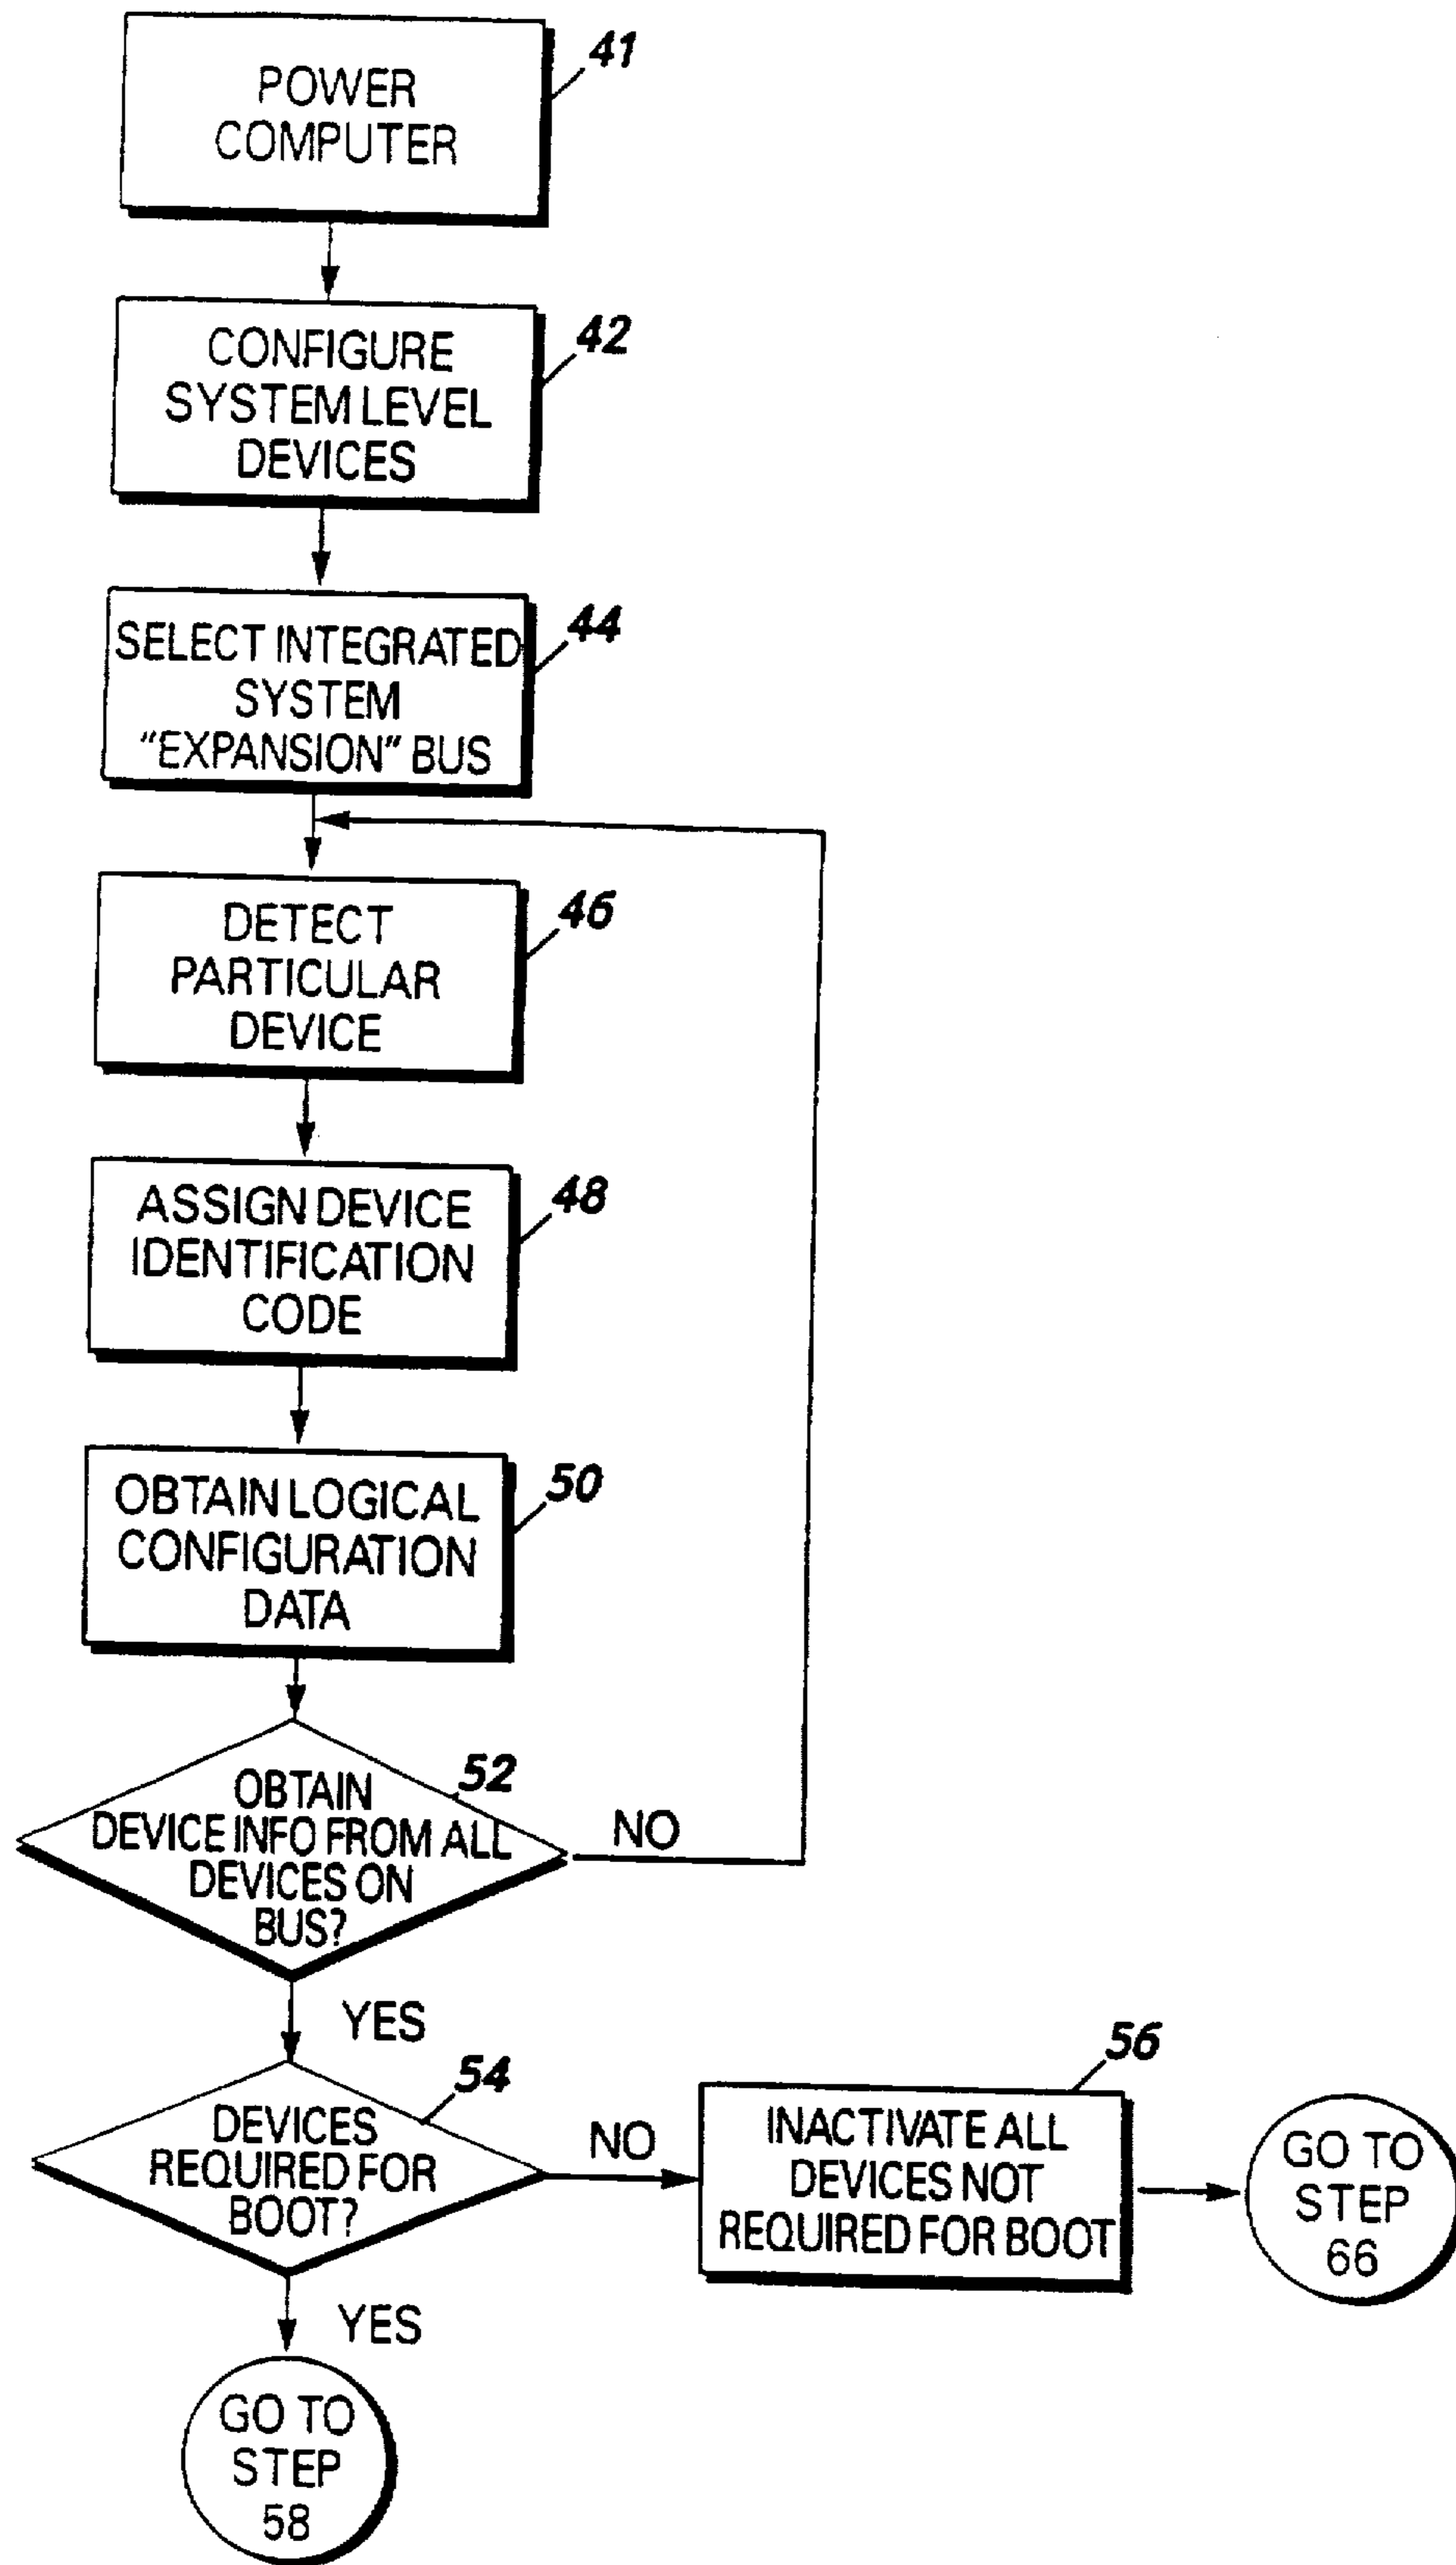 POWER
COMPUTER
41
CONFIGURE
SYSTEM LEVEL
DEVICES
42
SELECT INTEGRATED
SYSTEM
"EXPANSION" BUS
44
DETECT
PARTICULAR
DEVICE
46
ASSIGN DEVICE
IDENTIFICATION
CODE
48
OBTAIN LOGICAL
CONFIGURATION
DATA
50
OBTAIN
DEVICE INFO FROM ALL
DEVICES ON
BUS?
52
NO
YES
DEVICES
REQUIRED FOR
BOOT?
54
NO
INACTIVATE ALL
DEVICES NOT
REQUIRED FOR BOOT
56
GO TO
STEP
66
YES
GO TO
STEP
58